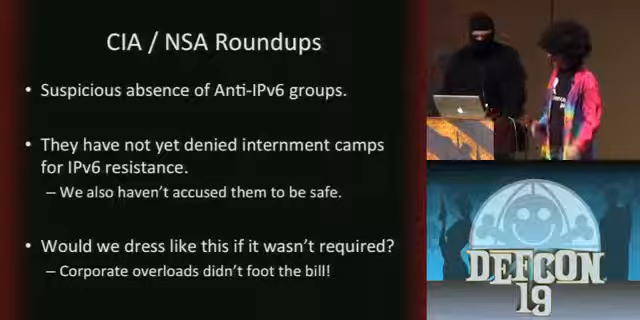 CIA / NSA Roundups
• Suspicious absence of Anti-IPv6 groups.
• They have not yet denied internment camps
for IPv6 resistance.
– We also haven't accused them to be safe.
• Would we dress like this if it wasn't required?
– Corporate overloads didn't foot the bill!
DEFCON
19